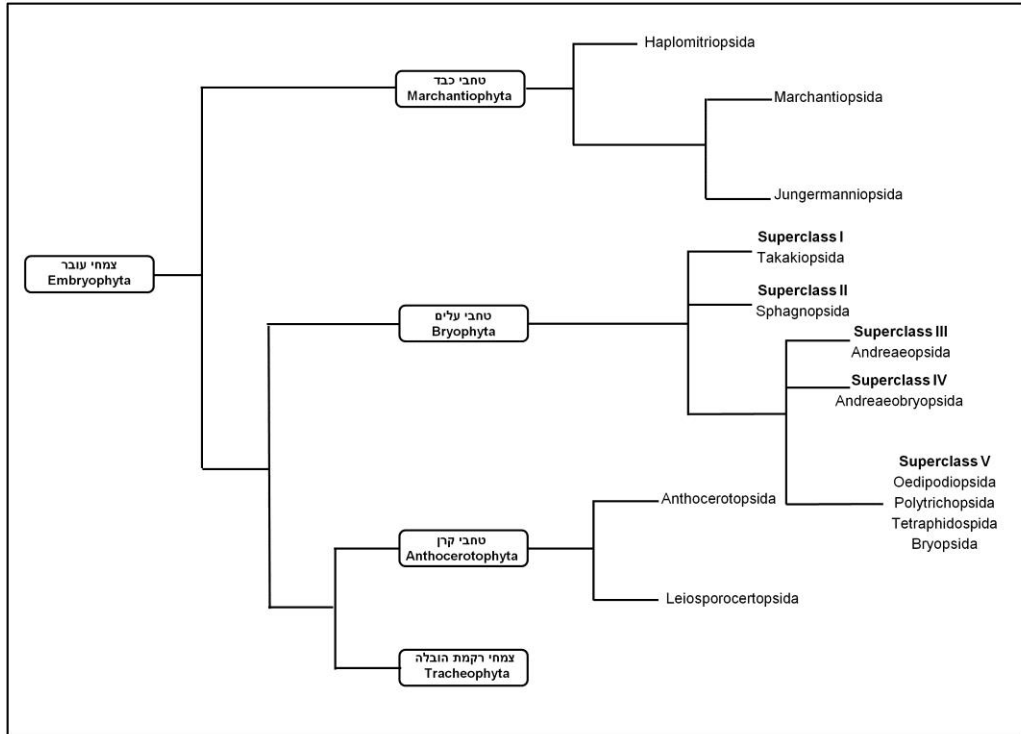 Haplomitriopsida
טחבי כבד
Marchantiophyta
Marchantiopsida
Jungermanniopsida
Superclass I
Takakiopsida
צמחי עובר
Embryophyta
Superclass II
Sphagnopsida
טחבי עלים
Bryophyta
Superclass III
Andreaeopsida
Superclass IV
Andreaeobryopsida
Superclass V
Oedipodiopsida
Polytrichopsida
Tetraphidospida
Bryopsida
Anthocerotopsida
טחבי קרן
Anthocerotophyta
Leiosporocertopsida
צמחי רקמת הובלה
Tracheophyta